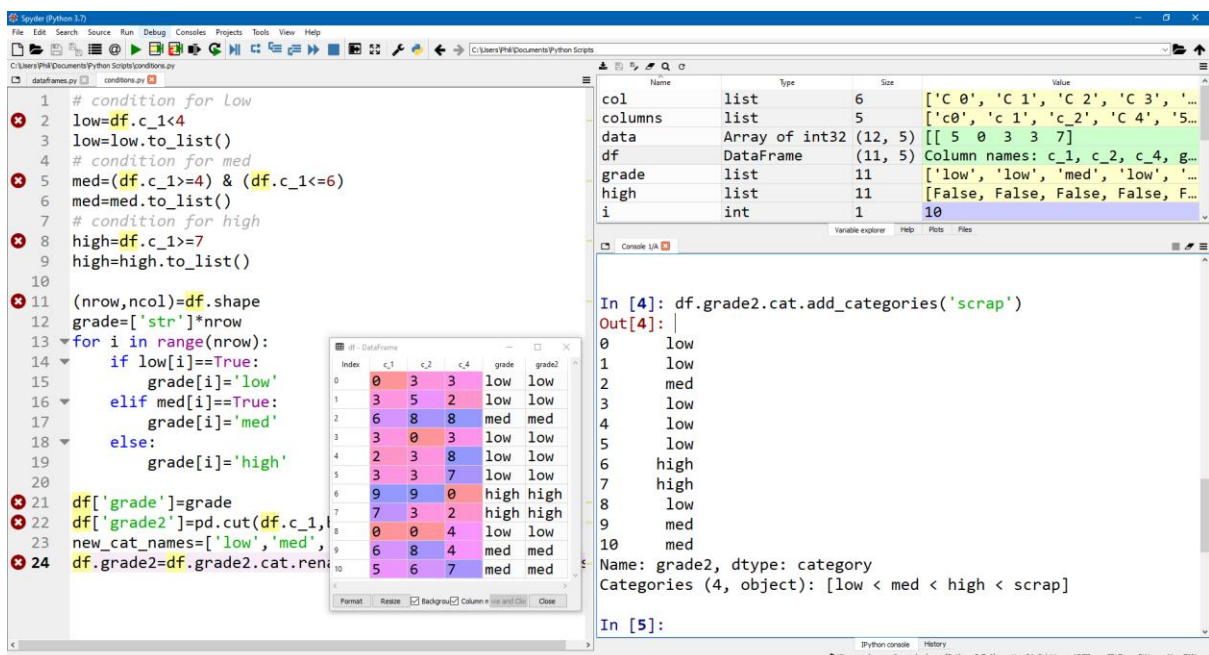 Spyder (Python 3.7)
File Edit Search Source Run Debug Consoles Projects Tools View Help
C:\Users\Phil\Documents\Python Scripts
C:\Users\Phil\Documents\Python Scripts\conditions.py
dataframes.py conditions.py
1 # condition for low
2 low=df.c_1<4
3 low=low.to_list()
4 # condition for med
5 med=(df.c_1>=4) & (df.c_1<=6)
6 med=med.to_list()
7 # condition for high
8 high=df.c_1>=7
9 high=high.to_list()
10
11 (nrow,ncol)=df.shape
12 grade=['str']*nrow
13 for i in range(nrow):
14 if low[i]==True:
15 grade[i]='low'
16 elif med[i]==True:
17 grade[i]='med'
18 else:
19 grade[i]='high'
20
21 df['grade']=grade
22 df['grade2']=pd.cut(df.c_1,
23 new_cat_names=['low','med',
24 df.grade2=df.grade2.cat.rena
df - DataFrame
Index c_1 c_2 c_4 grade grade2
0 0 3 3 low low
1 3 5 2 low low
2 6 8 8 med med
3 3 0 3 low low
4 2 3 8 low low
5 3 3 7 low low
6 9 9 0 high high
7 7 3 2 high high
8 0 0 4 low low
9 6 8 4 med med
10 5 6 7 med med
Format Resize Backgrou Column Close
Name Type Size Value
col list 6 ['C 0', 'C 1', 'C 2', 'C 3', '…
columns list 5 ['c0', 'c 1', 'c_2', 'C 4', '5…
data Array of int32 (12, 5) [[ 5 0 3 3 7]
df DataFrame (11, 5) Column names: c_1, c_2, c_4, g…
grade list 11 ['low', 'low', 'med', 'low', '…
high list 11 [False, False, False, False, F…
i int 1 10
Variable explorer Help Plots Files
Console 1/A
In [4]: df.grade2.cat.add_categories('scrap')
Out[4]:
0 low
1 low
2 med
3 low
4 low
5 low
6 high
7 high
8 low
9 med
10 med
Name: grade2, dtype: category
Categories (4, object): [low < med < high < scrap]
In [5]:
IPython console History